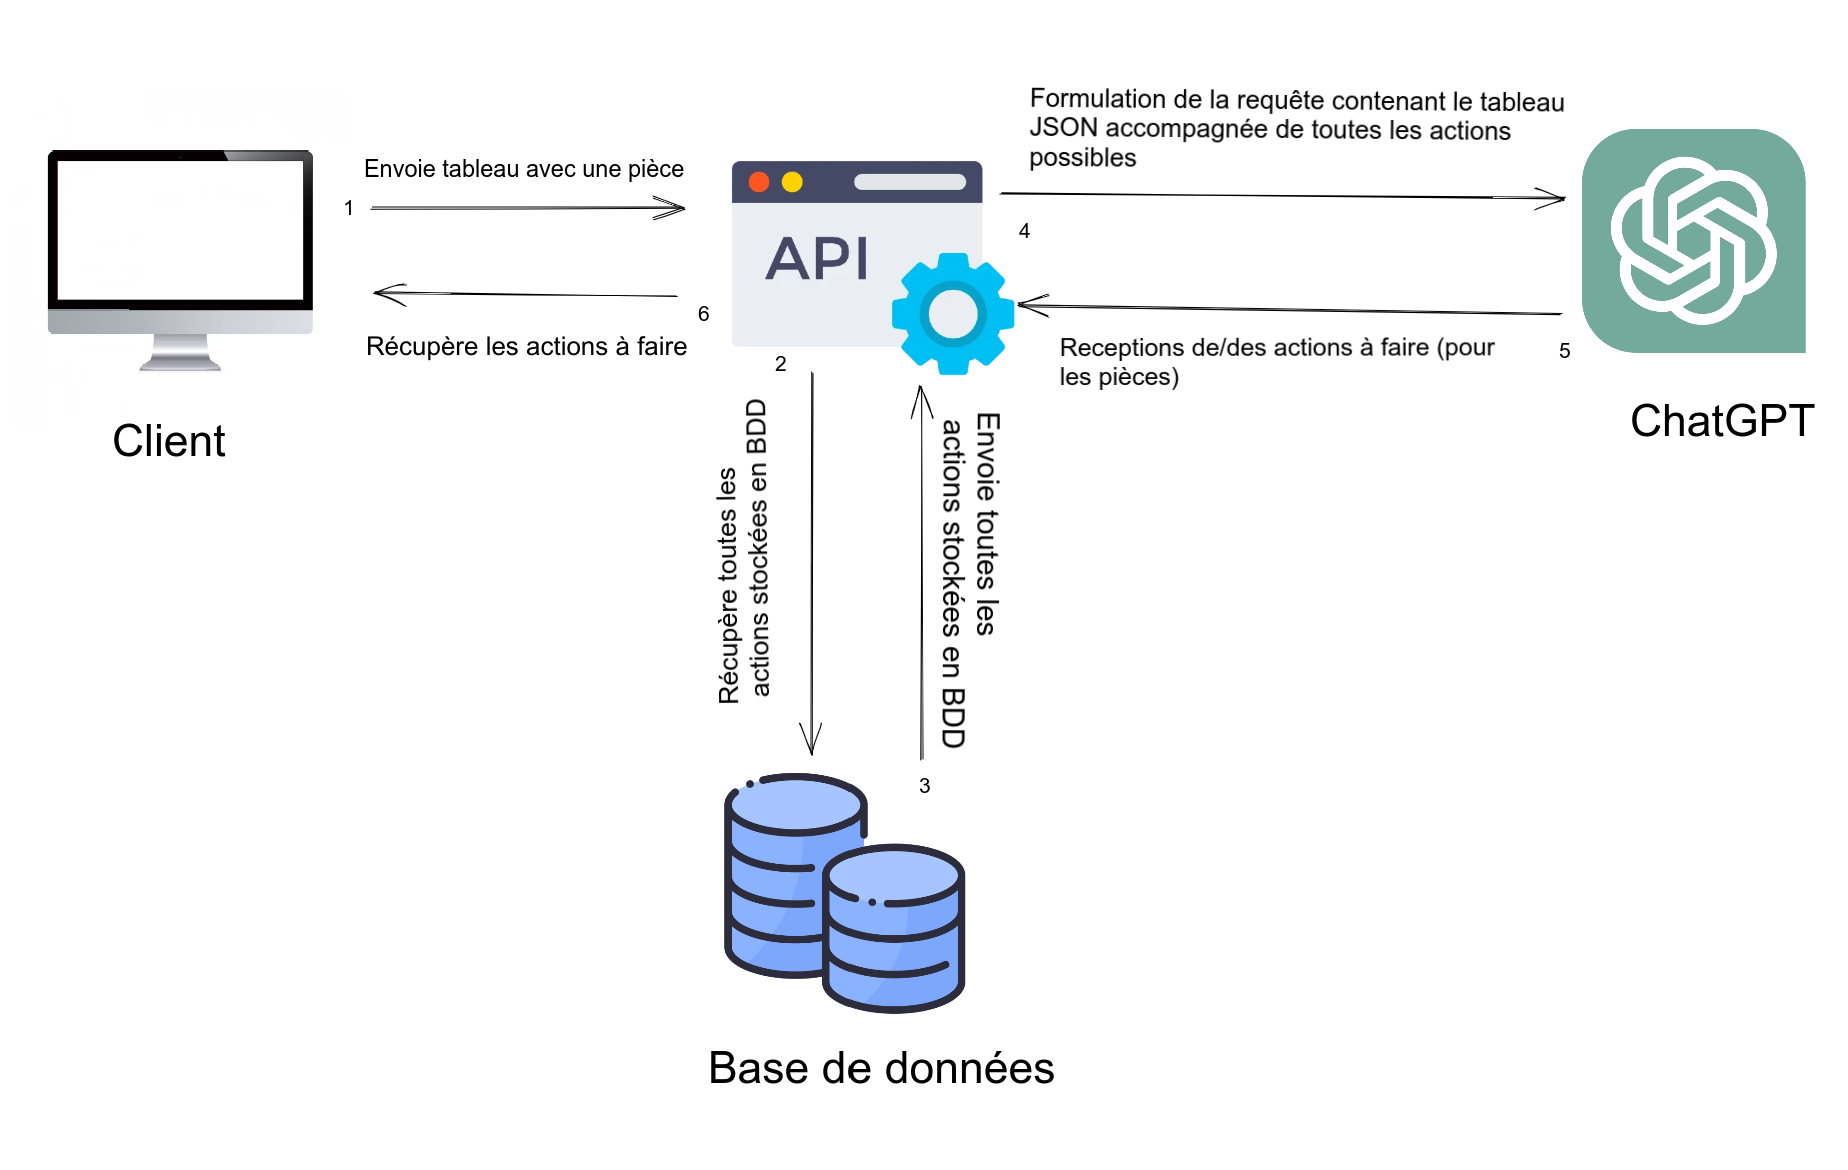 Formulation de la requête contenant le tableau
JSON accompagnée de toutes les actions
possibles
Envoie tableau avec une pièce
1
API
4
6
Récupère les actions à faire
2
Receptions de/des actions à faire (pour
les pièces)
5
Client
ChatGPT
Récupère toutes les
actions stockées en BDD
Envoie toutes les
actions stockées en BDD
3
Base de données